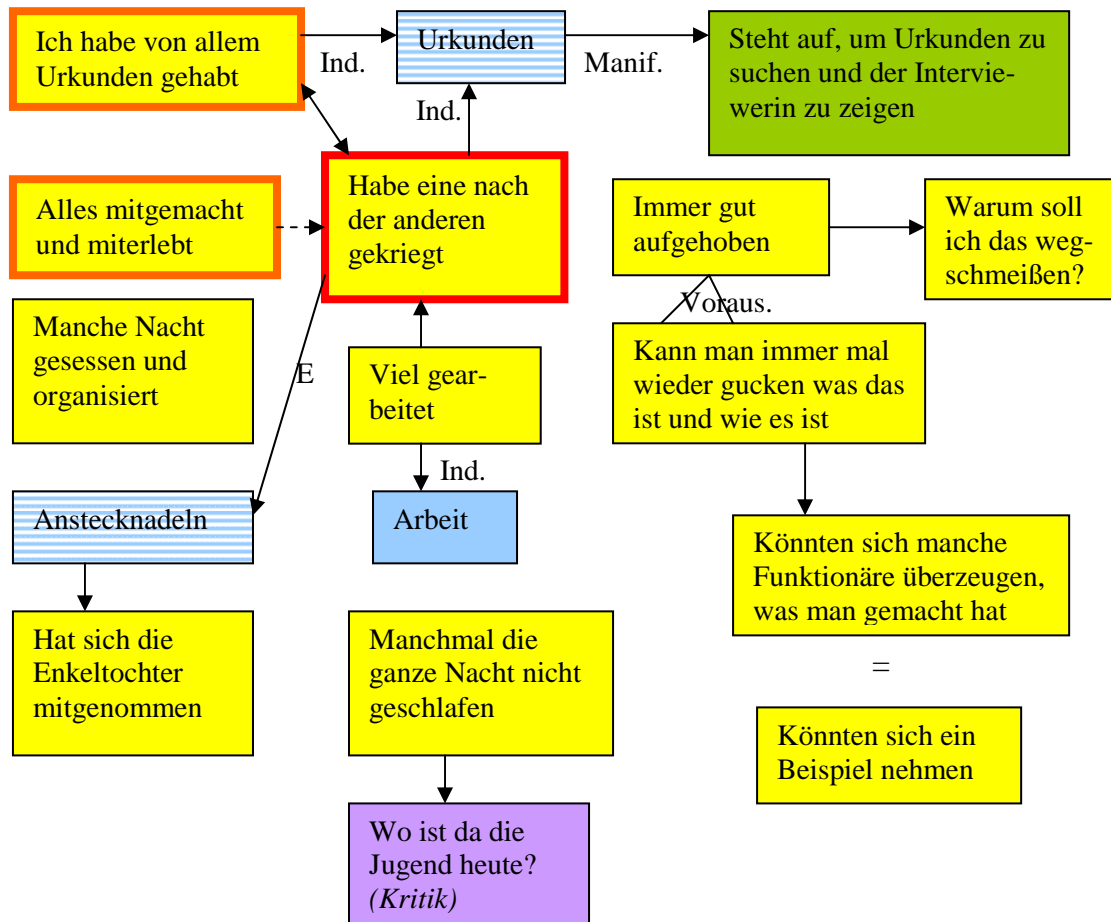 Ich habe von allem
Urkunden gehabt
Ind.
Urkunden
Manif.
Steht auf, um Urkunden zu
suchen und der Intervie-
werin zu zeigen
Ind.
Alles mitgemacht
und miterlebt
Habe eine nach
der anderen
gekriegt
Immer gut
aufgehoben
Warum soll
ich das weg-
schmeißen?
Voraus.
Manche Nacht
gesessen und
organisiert
E
Viel gear-
beitet
Kann man immer mal
wieder gucken was das
ist und wie es ist
Ind.
Anstecknadeln
Arbeit
Könnten sich manche
Funktionäre überzeugen,
was man gemacht hat
Hat sich die
Enkeltochter
mitgenommen
Manchmal die
ganze Nacht nicht
geschlafen
=
Könnten sich ein
Beispiel nehmen
Wo ist da die
Jugend heute?
(Kritik)